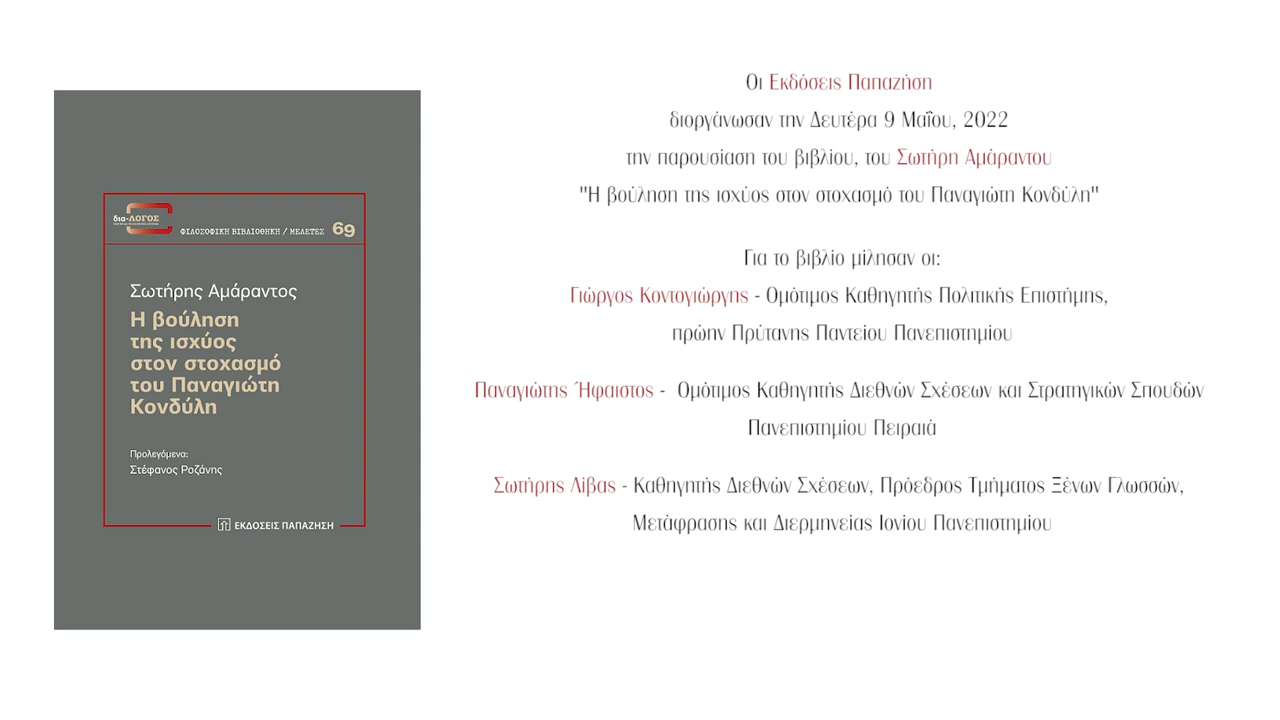 δια-ΛΟΓΟΣ
ΦΙΛΟΣΟΦΙΚΗ ΒΙΒΛΙΟΘΗΚΗ / ΜΕΛΕΤΕΣ 69
Σωτήρης Αμάραντος
Η βούληση
της ισχύος
στον στοχασμό
του Παναγιώτη
Κονδύλη
Προλεγόμενα:
Στέφανος Ροζάνης
ΕΚΔΟΣΕΙΣ ΠΑΠΑΖΗΣΗ
Οι Εκδόσεις Παπαζήση
διοργάνωσαν την Δευτέρα 9 Μαΐου, 2022
την παρουσίαση του βιβλίου, του Σωτήρη Αμάραντου
"Η βούληση της ισχύος στον στοχασμό του Παναγιώτη Κονδύλη"
Για το βιβλίο μίλησαν οι:
Γιώργος Κοντογιώργης - Ομότιμος Καθηγητής Πολιτικής Επιστήμης,
πρώην Πρύτανης Παντείου Πανεπιστημίου
Παναγιώτης Ήφαιστος - Ομότιμος Καθηγητής Διεθνών Σχέσεων και Στρατηγικών Σπουδών
Πανεπιστημίου Πειραιά
Σωτήρης Λίβας - Καθηγητής Διεθνών Σχέσεων, Πρόεδρος Τμήματος Ξένων Γλωσσών,
Μετάφρασης και Διερμηνείας Ιονίου Πανεπιστημίου